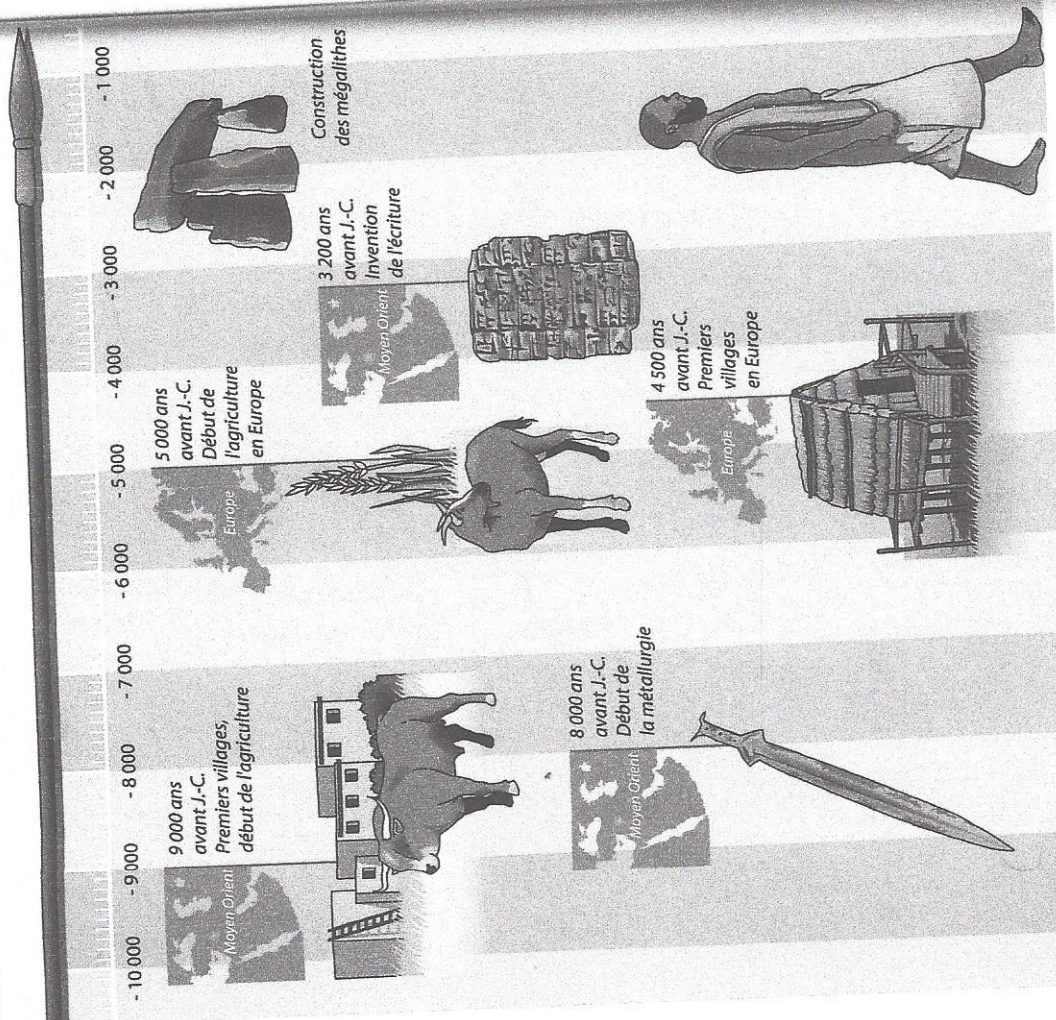 - 10 000
- 9 000
- 8 000
- 7 000
- 6 000
- 5 000
- 4 000
- 3 000
- 2 000
- 1 000
9 000 ans
avant J.-C.
Premiers villages,
début de l'agriculture
Moyen Orient
5 000 ans
avant J.-C.
Début de
l'agriculture
en Europe
Europe
3 200 ans
avant J.-C.
Invention
de l'écriture
Moyen Orient
Construction
des mégalithes
8 000 ans
avant J.-C.
Début de
la métallurgie
Moyen Orient
4 500 ans
avant J.-C.
Premiers
villages
en Europe
Europe